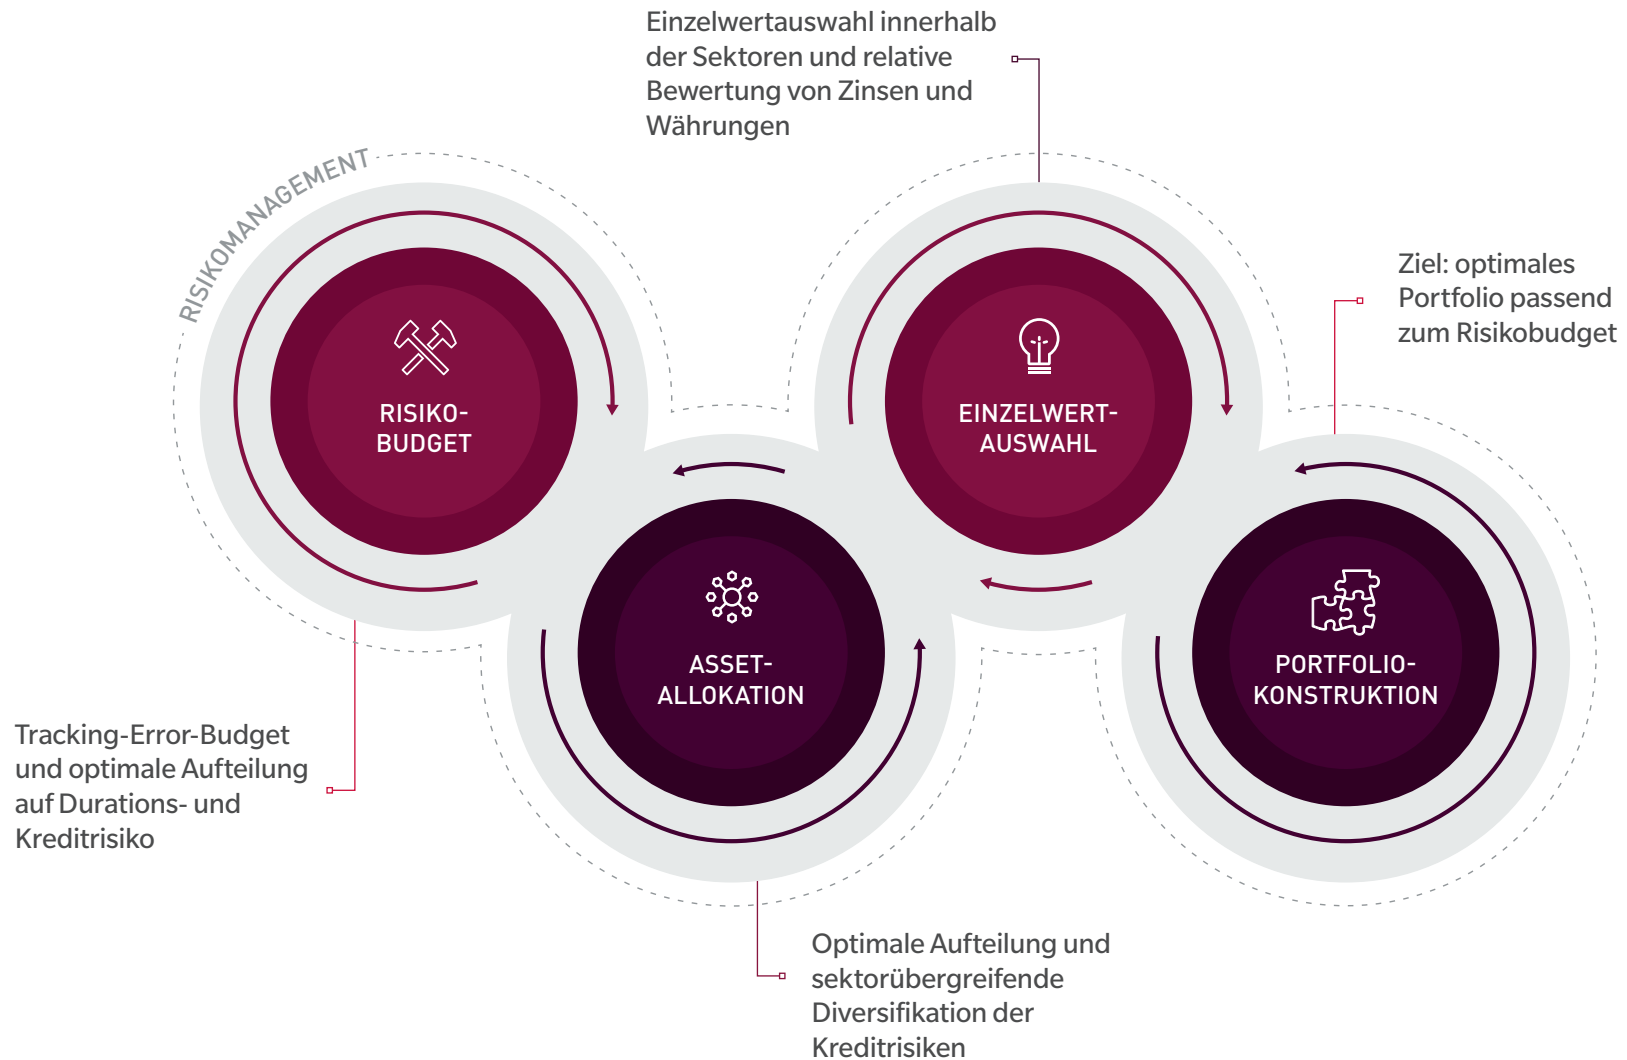 Einzelwertauswahl innerhalb
der Sektoren und relative
Bewertung von Zinsen und
Währungen
RISIKOMANAGEMENT
Ziel: optimales
Portfolio passend
zum Risikobudget
RISIKO-
BUDGET
EINZELWERT-
AUSWAHL
ASSET-
ALLOKATION
PORTFOLIO-
KONSTRUKTION
Tracking-Error-Budget
und optimale Aufteilung
auf Durations- und
Kreditrisiko
Optimale Aufteilung und
sektorübergreifende
Diversifikation der
Kreditrisiken